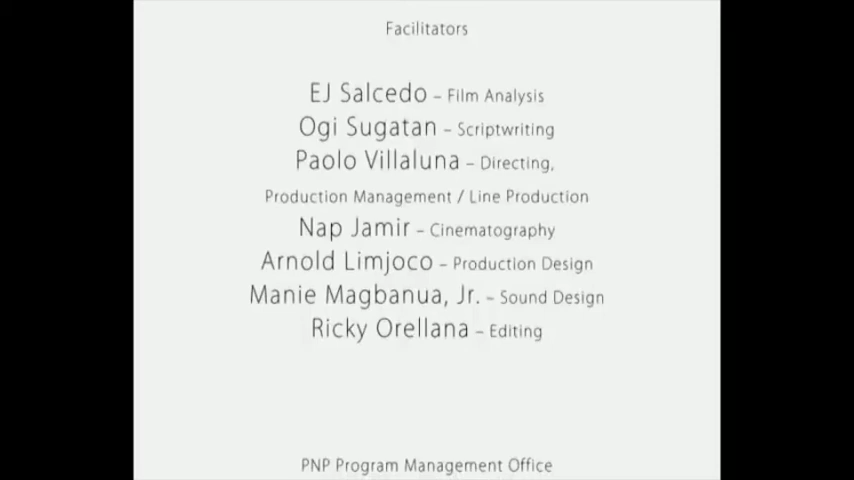 Facilitators
EJ Salcedo – Film Analysis
Ogi Sugatan – Scriptwriting
Paolo Villaluna – Directing,
Production Management / Line Production
Nap Jamir – Cinematography
Arnold Limjoco – Production Design
Manie Magbanua, Jr. – Sound Design
Ricky Orellana – Editing
PNP Program Management Office